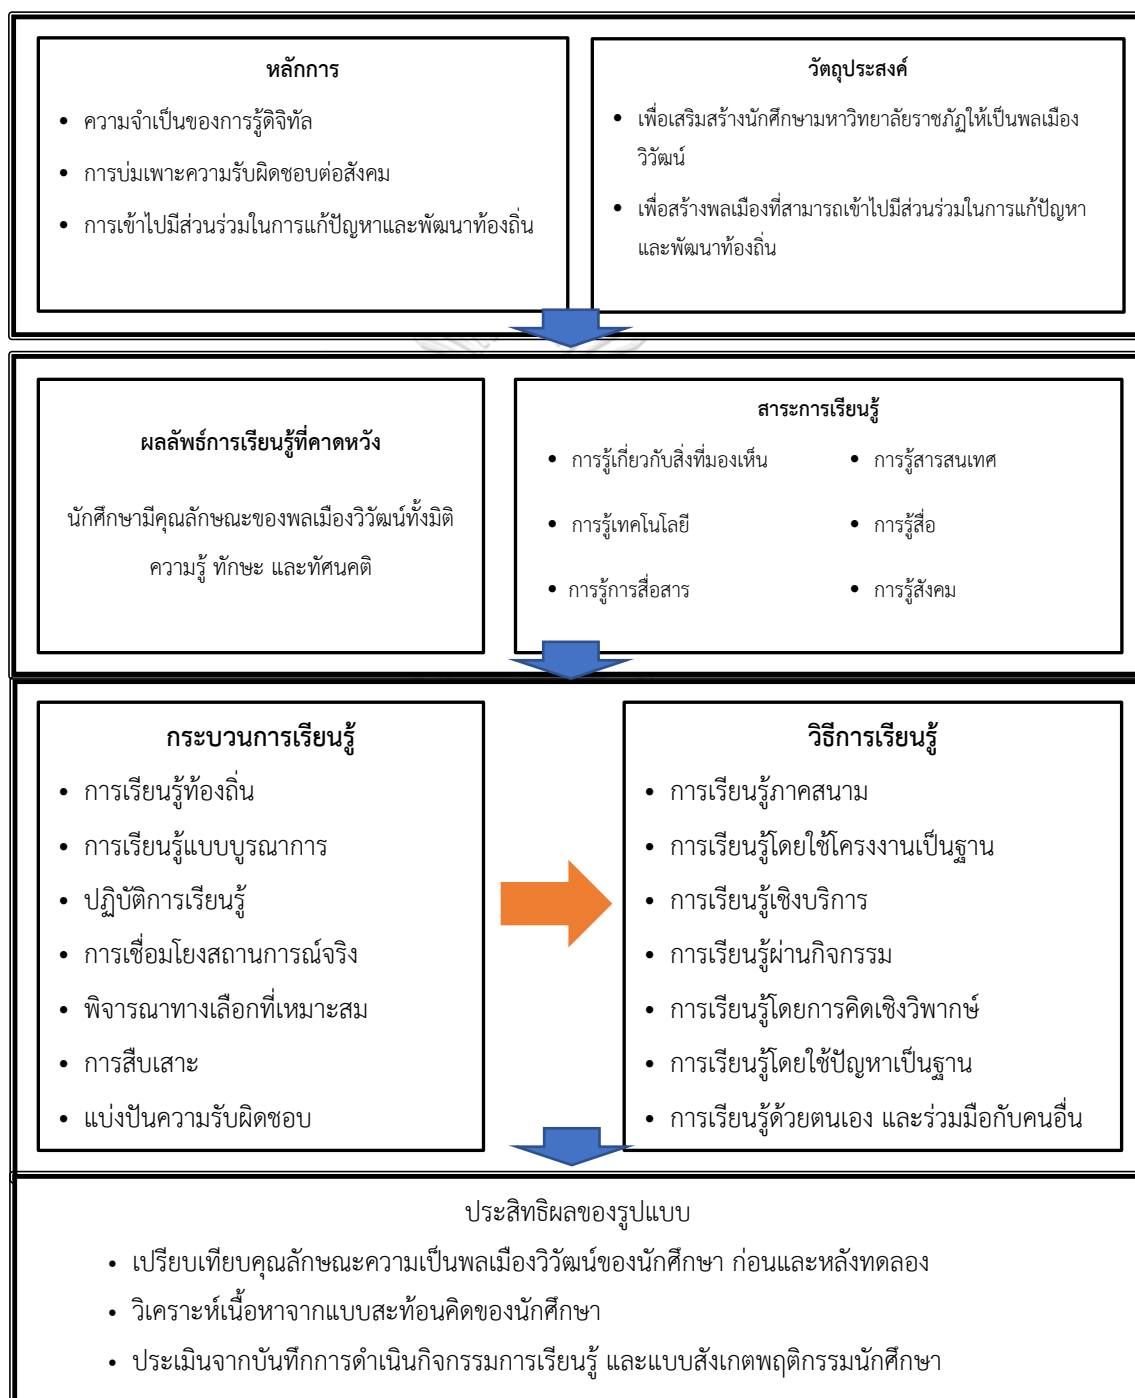 หลักการ
• ความจำเป็นของการรู้ดิจิทัล
• การบ่มเพาะความรับผิดชอบต่อสังคม
• การเข้าไปมีส่วนร่วมในการแก้ปัญหาและพัฒนาท้องถิ่น
วัตถุประสงค์
• เพื่อเสริมสร้างนักศึกษามหาวิทยาลัยราชภัฏให้เป็นพลเมือง
วิวัฒน์
• เพื่อสร้างพลเมืองที่สามารถเข้าไปมีส่วนร่วมในการแก้ปัญหา
และพัฒนาท้องถิ่น
ผลลัพธ์การเรียนรู้ที่คาดหวัง
นักศึกษามีคุณลักษณะของพลเมืองวิวัฒน์ทั้งมิติ
ความรู้ ทักษะ และทัศนคติ
สาระการเรียนรู้
• การรู้เกี่ยวกับสิ่งที่มองเห็น
• การรู้เทคโนโลยี
• การรู้การสื่อสาร
• การรู้สารสนเทศ
• การรู้สื่อ
• การรู้สังคม
กระบวนการเรียนรู้
• การเรียนรู้ท้องถิ่น
• การเรียนรู้แบบบูรณาการ
• ปฏิบัติการเรียนรู้
• การเชื่อมโยงสถานการณ์จริง
• พิจารณาทางเลือกที่เหมาะสม
• การสืบเสาะ
• แบ่งปันความรับผิดชอบ
วิธีการเรียนรู้
• การเรียนรู้ภาคสนาม
• การเรียนรู้โดยใช้โครงงานเป็นฐาน
• การเรียนรู้เชิงบริการ
• การเรียนรู้ผ่านกิจกรรม
• การเรียนรู้โดยการคิดเชิงวิพากษ์
• การเรียนรู้โดยใช้ปัญหาเป็นฐาน
• การเรียนรู้ด้วยตนเอง และร่วมมือกับคนอื่น
ประสิทธิผลของรูปแบบ
• เปรียบเทียบคุณลักษณะความเป็นพลเมืองวิวัฒน์ของนักศึกษา ก่อนและหลังทดลอง
• วิเคราะห์เนื้อหาจากแบบสะท้อนคิดของนักศึกษา
• ประเมินจากบันทึกการดำเนินกิจกรรมการเรียนรู้ และแบบสังเกตพฤติกรรมนักศึกษา